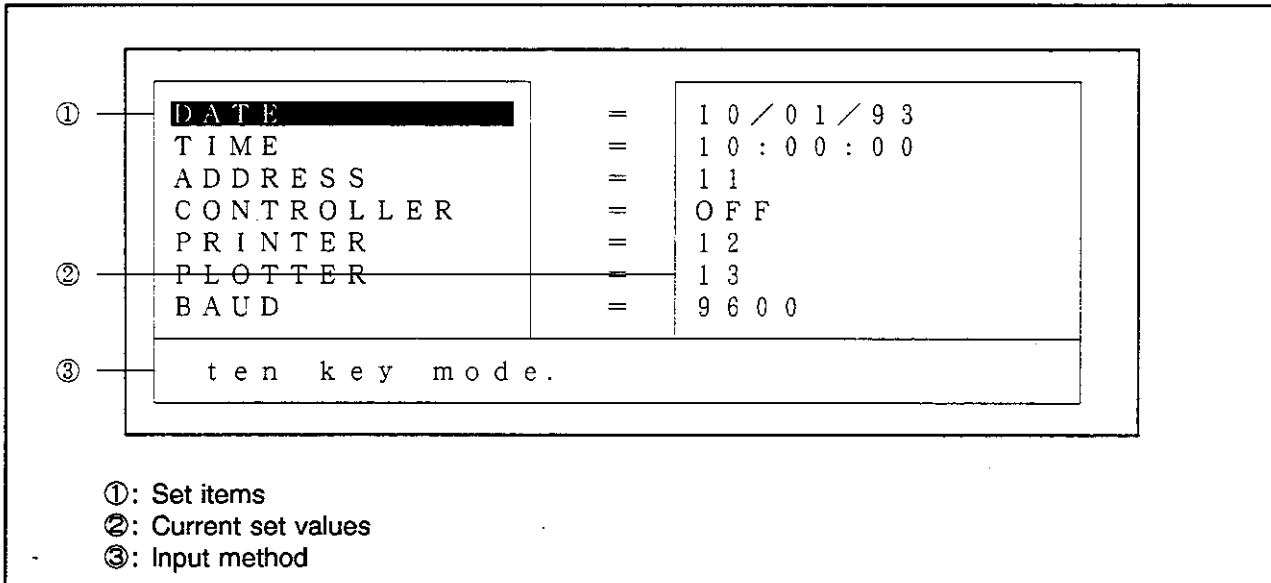 ① DATE = 10/01/93
TIME = 10:00:00
ADDRESS = 11
CONTROLLER = OFF
PRINTER = 12
② PLOTTER = 13
BAUD = 9600
③ ten key mode.
①: Set items
②: Current set values
③: Input method